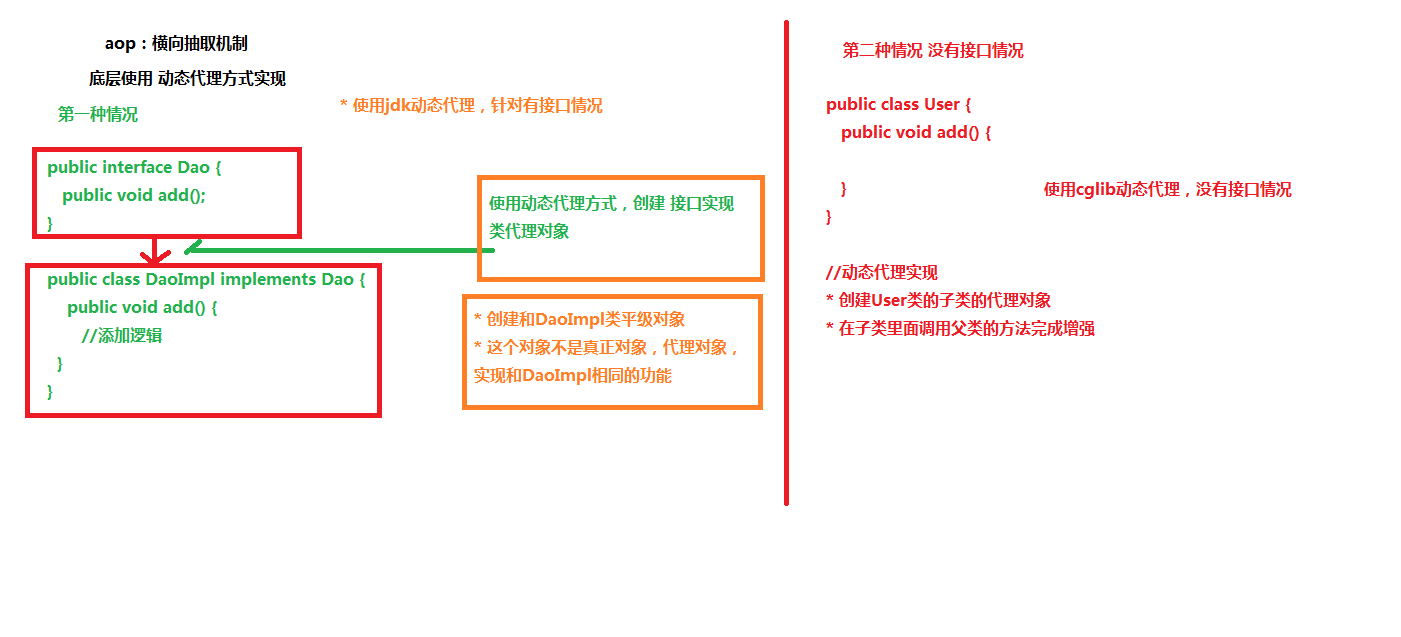 aop：横向抽取机制
底层使用 动态代理方式实现
第一种情况
* 使用jdk动态代理，针对有接口情况
public interface Dao {
public void add();
}
public class DaoImpl implements Dao {
public void add() {
//添加逻辑
}
}
使用动态代理方式，创建 接口实现
类代理对象
* 创建和DaoImpl类平级对象
* 这个对象不是真正对象，代理对象，
实现和DaoImpl相同的功能
第二种情况 没有接口情况
public class User {
public void add() {
}
使用cglib动态代理，没有接口情况
}
//动态代理实现
* 创建User类的子类的代理对象
* 在子类里面调用父类的方法完成增强